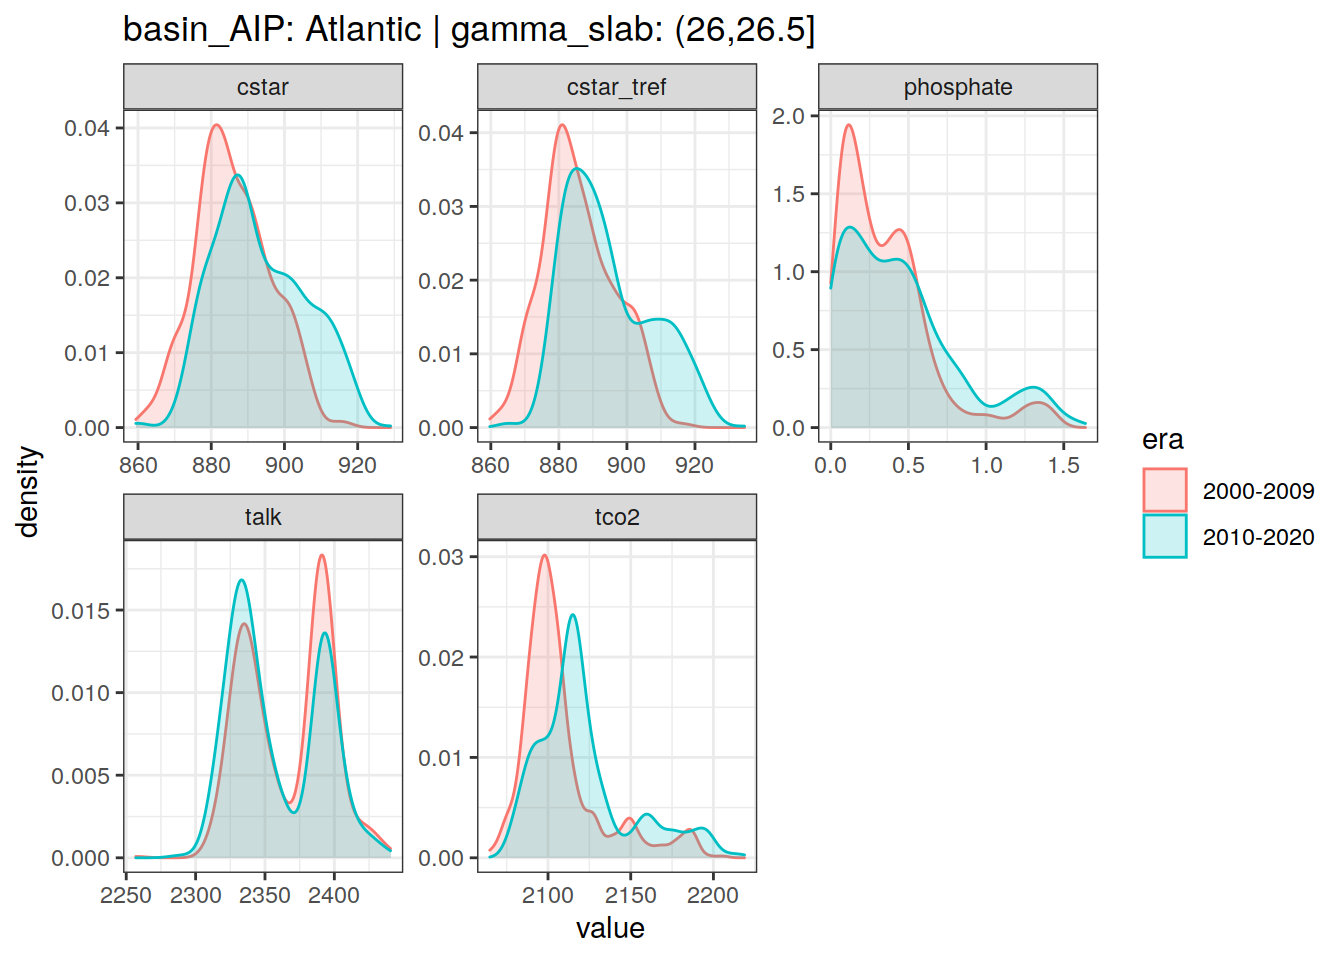 basin_AIP: Atlantic | gamma_slab: (26,26.5]
cstar
cstar_tref
phosphate
0.04
0.03
0.02
0.01
0.00
860 880 900 920
0.04
0.03
0.02
0.01
0.00
860 880 900 920
2.0
1.5
1.0
0.5
0.0
0.0 0.5 1.0 1.5
density
talk
tco2
0.015
0.010
0.005
0.000
2250 2300 2350 2400
0.03
0.02
0.01
0.00
2100 2150 2200
value
era
2000-2009
2010-2020